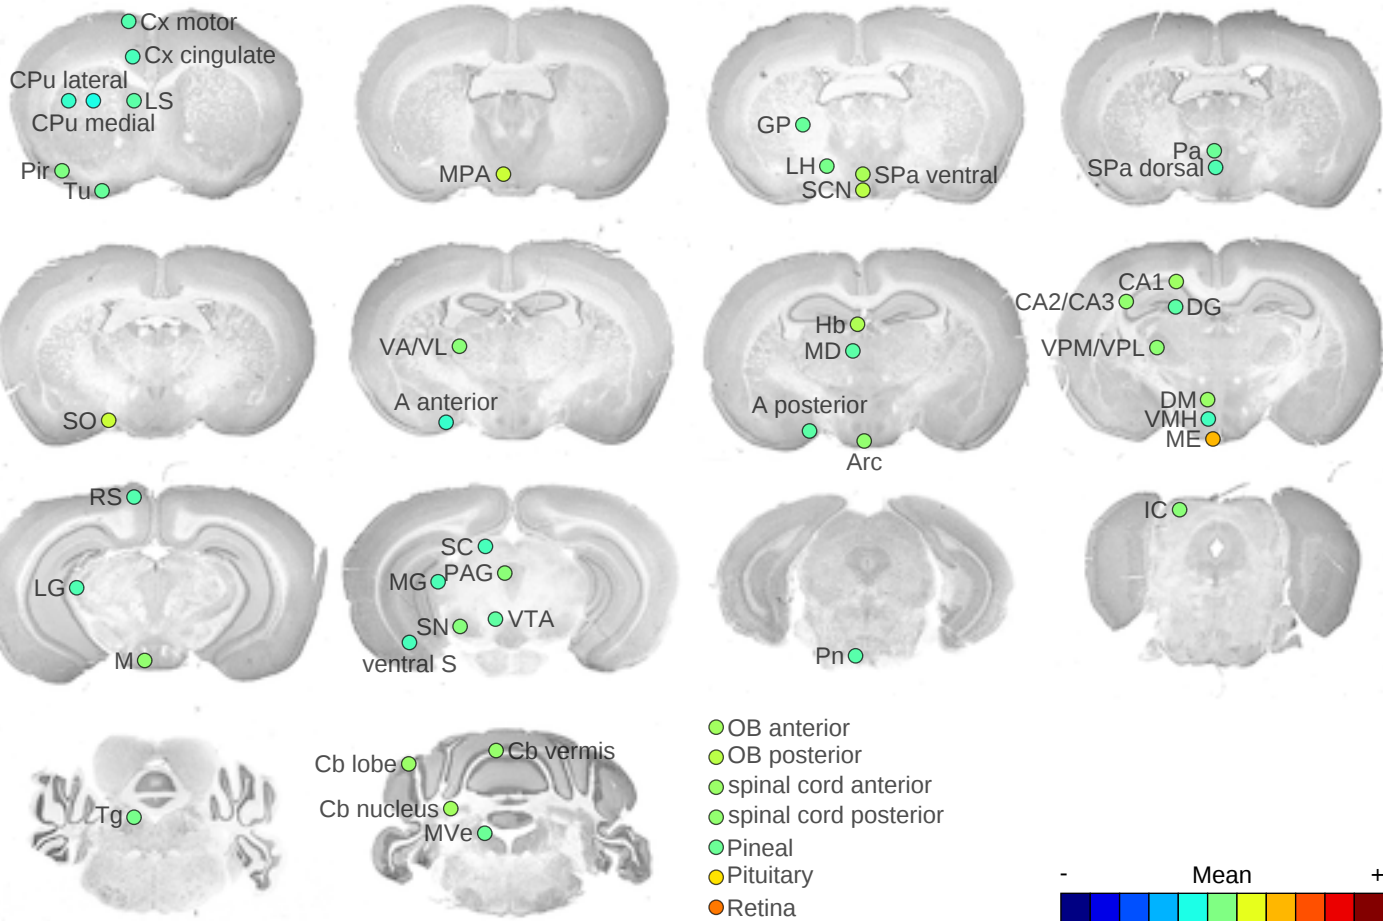 Cx motor
Cx cingulate
CPu lateral
LS
CPu medial
Pir
Tu
MPA
GP
LH
SPa ventral
SCN
Pa
SPa dorsal
SO
VA/VL
A anterior
Hb
MD
A posterior
Arc
CA1
CA2/CA3
DG
VPM/VPL
DM
VMH
ME
RS
LG
M
SC
MG
PAG
SN
VTA
ventral S
Pn
IC
Tg
Cb lobe
Cb vermis
Cb nucleus
MVe
OB anterior
OB posterior
spinal cord anterior
spinal cord posterior
Pineal
Pituitary
Retina
- Mean +